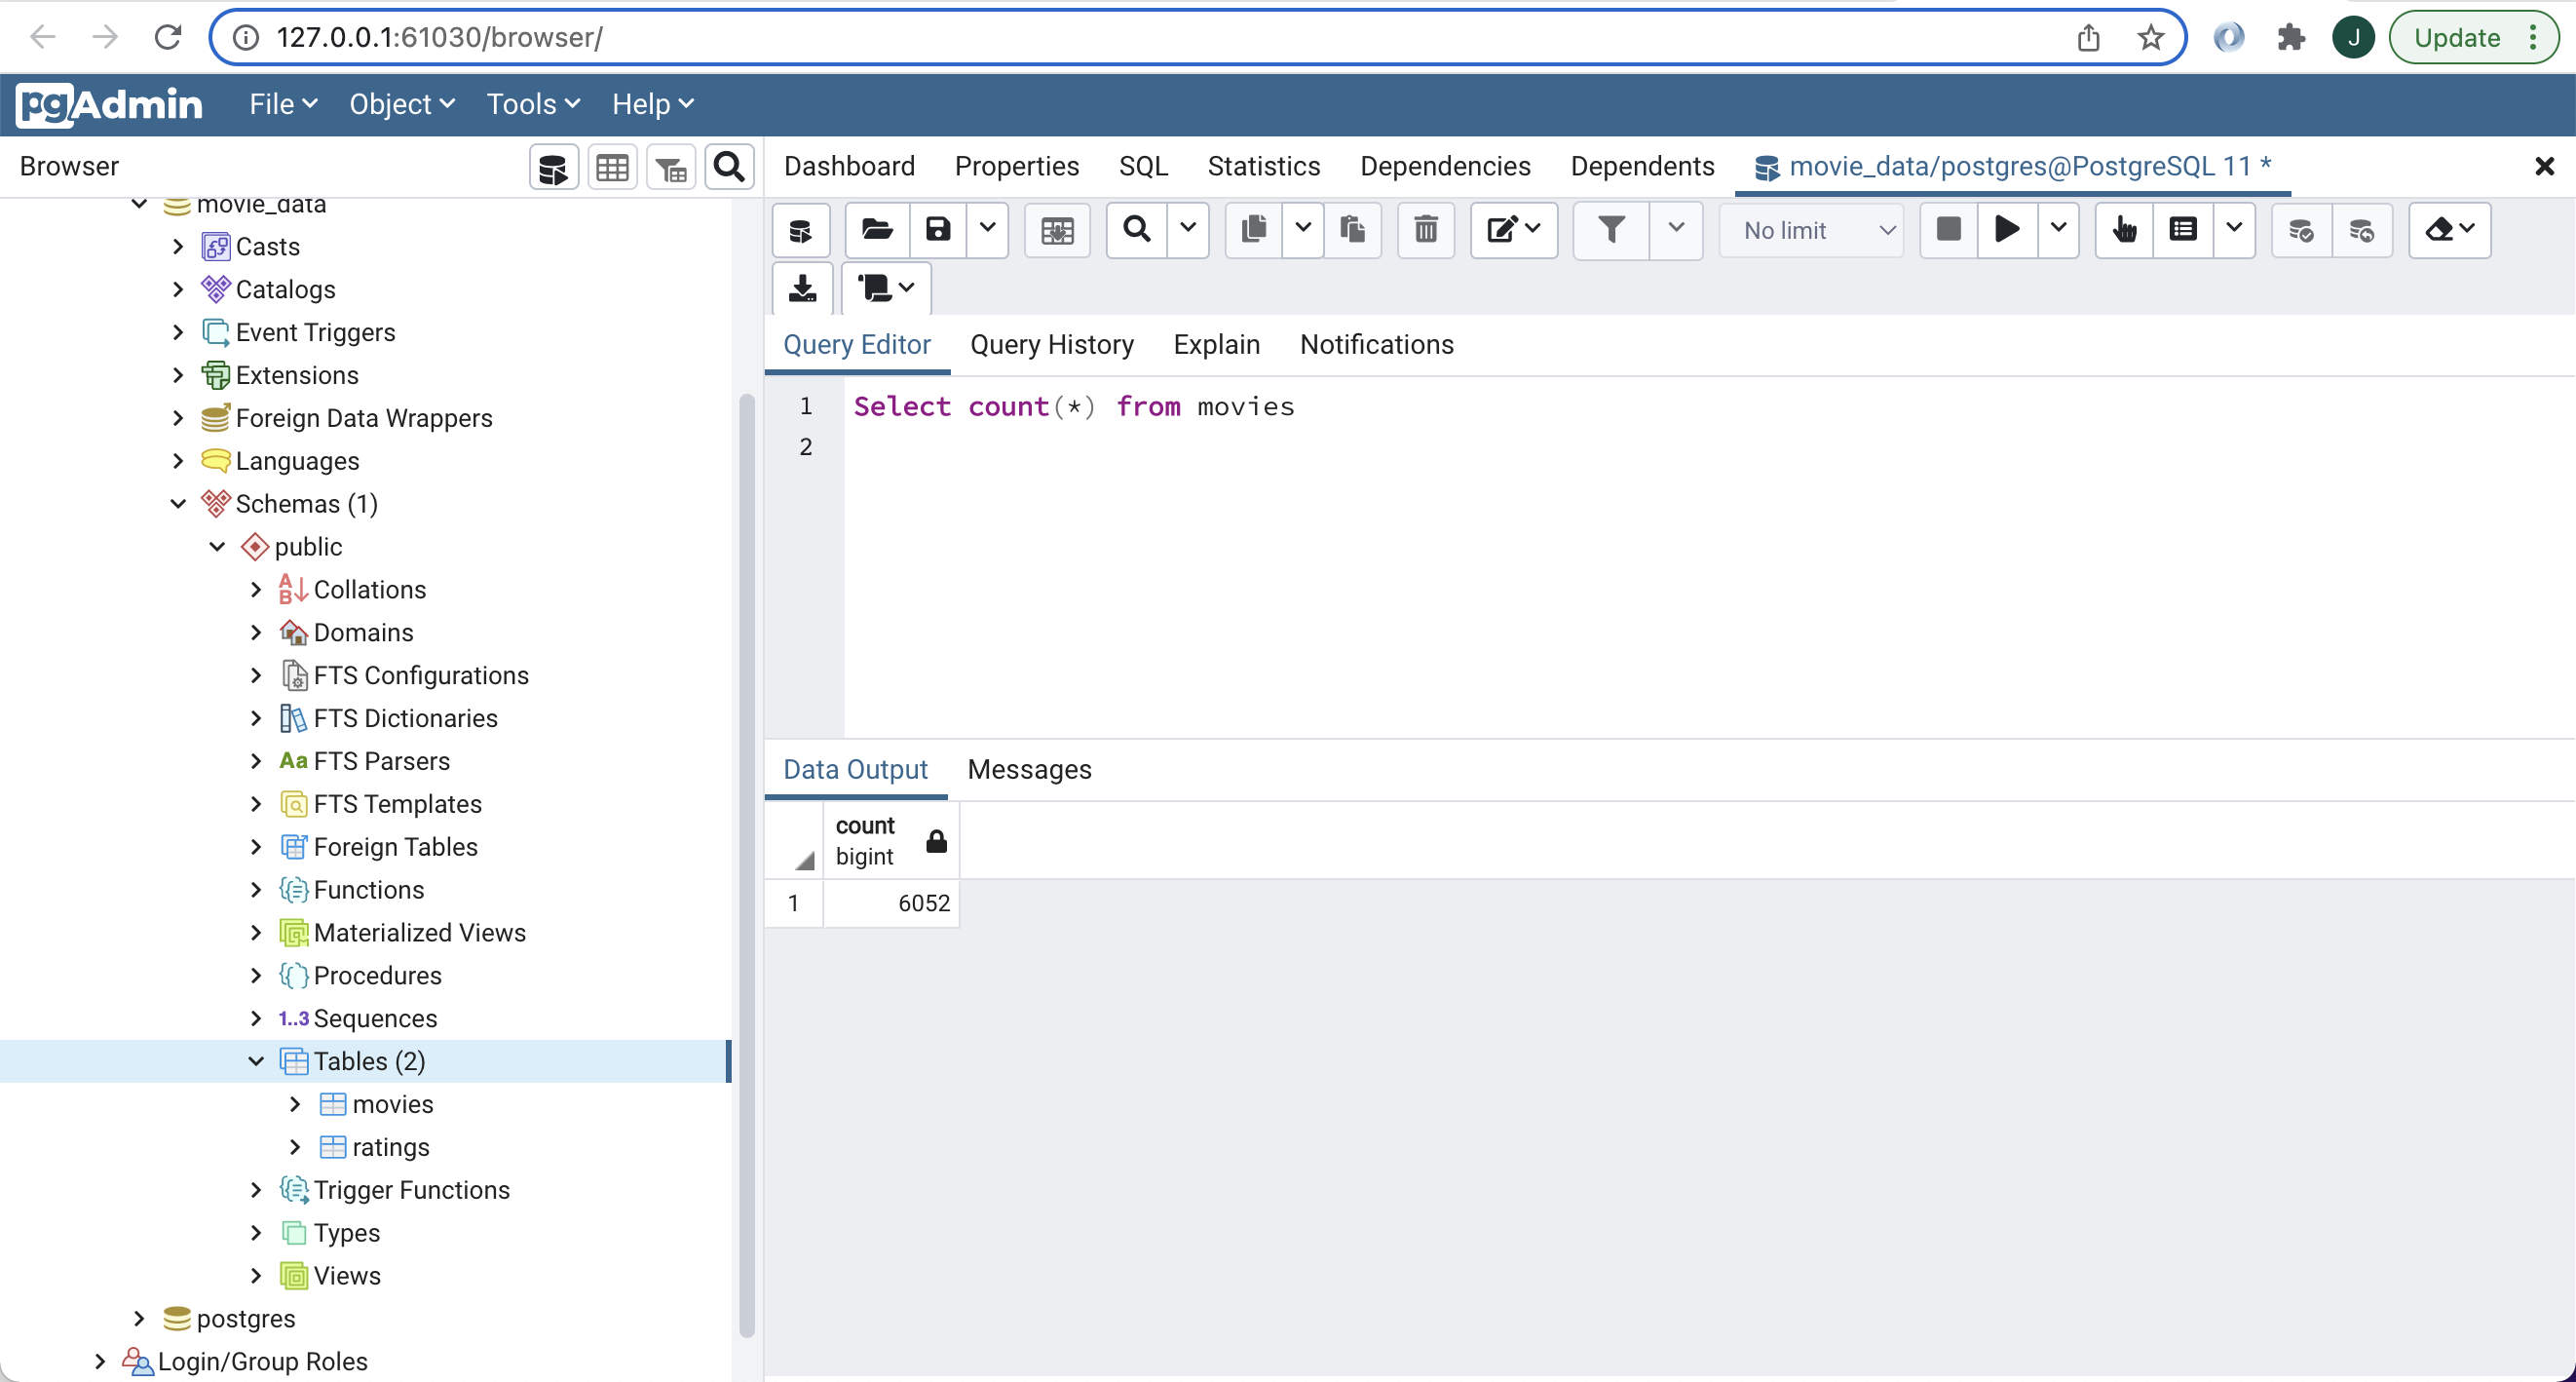 127.0.0.1:61030/browser/
J
Update
pgAdmin
File
Object
Tools
Help
Browser
Dashboard
Properties
SQL
Statistics
Dependencies
Dependents
movie_data/postgres@PostgreSQL 11 *
No limit
movie_data
Casts
Catalogs
Event Triggers
Extensions
Foreign Data Wrappers
Languages
Schemas (1)
public
Collations
Domains
FTS Configurations
FTS Dictionaries
Aa FTS Parsers
FTS Templates
Foreign Tables
Functions
Materialized Views
Procedures
1..3 Sequences
Tables (2)
movies
ratings
Trigger Functions
Types
Views
postgres
Login/Group Roles
Query Editor
Query History
Explain
Notifications
1 Select count(*) from movies
2
Data Output
Messages
count
bigint
1 6052